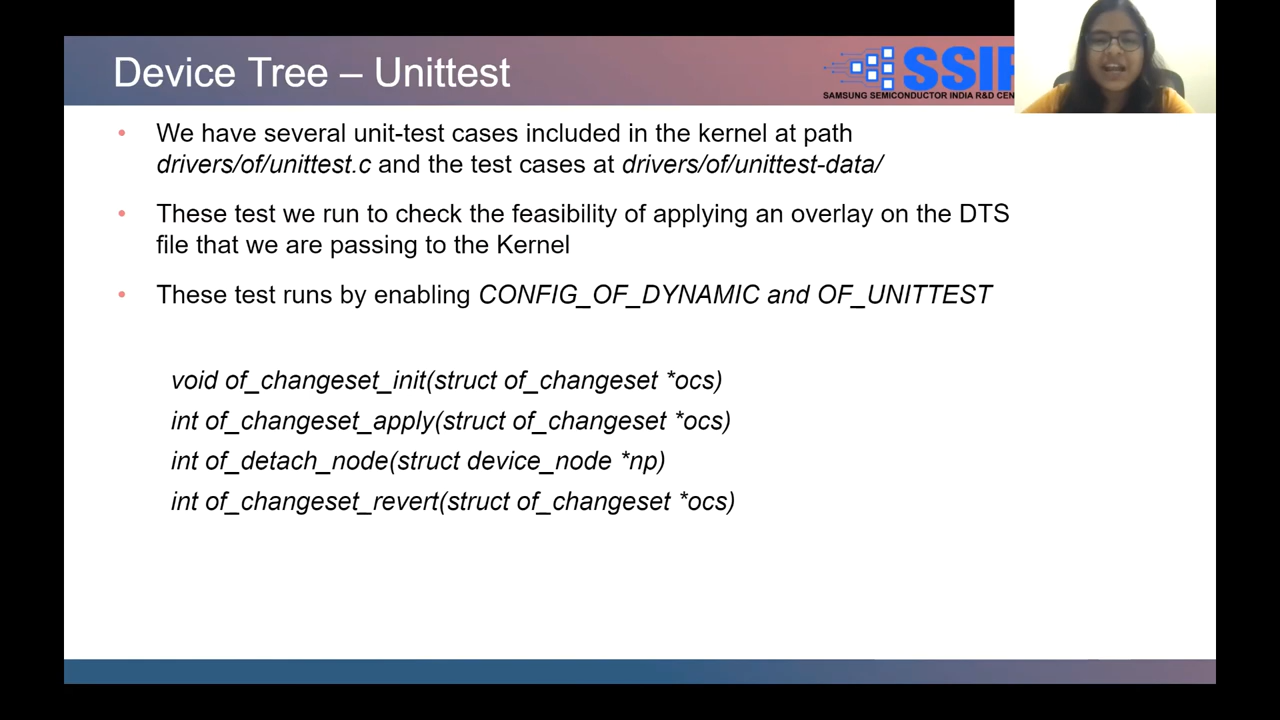 Device Tree – Unittest
SSIR
SAMSUNG SEMICONDUCTOR INDIA R&D CEN
• We have several unit-test cases included in the kernel at path
drivers/of/unittest.c and the test cases at drivers/of/unittest-data/
• These test we run to check the feasibility of applying an overlay on the DTS
file that we are passing to the Kernel
• These test runs by enabling CONFIG_OF_DYNAMIC and OF_UNITTEST
void of_changeset_init(struct of_changeset *ocs)
int of_changeset_apply(struct of_changeset *ocs)
int of_detach_node(struct device_node *np)
int of_changeset_revert(struct of_changeset *ocs)